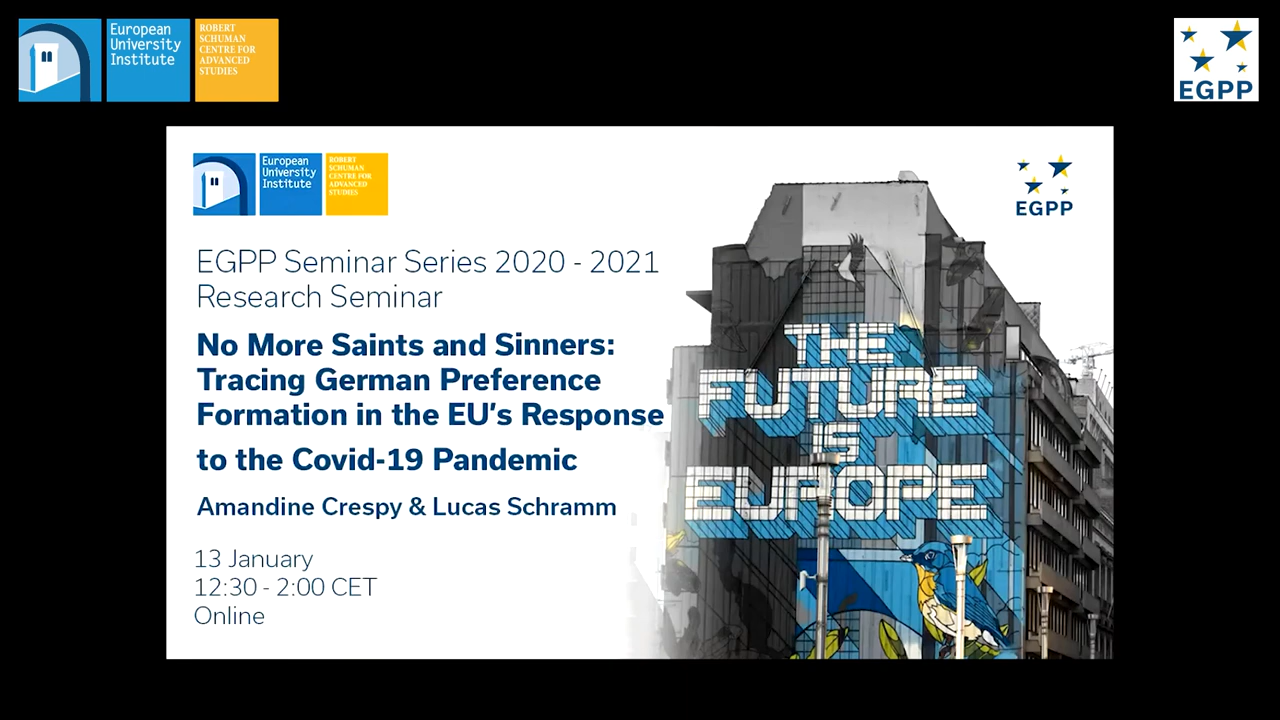 European
University
Institute
ROBERT
SCHUMAN
CENTRE FOR
ADVANCED
STUDIES
EGPP
European
University
Institute
ROBERT
SCHUMAN
CENTRE FOR
ADVANCED
STUDIES
EGPP
EGPP Seminar Series 2020 - 2021
Research Seminar
No More Saints and Sinners:
Tracing German Preference
Formation in the EU's Response
to the Covid-19 Pandemic
Amandine Crespy & Lucas Schramm
13 January
12:30 - 2:00 CET
Online
THE
FUTURE
IS
EUROPE